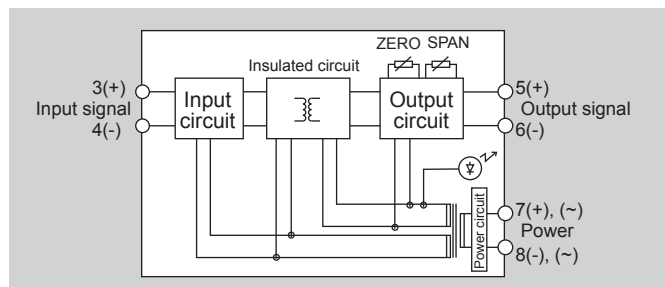 ZERO SPAN
Insulated circuit
3(+)
Input signal
4(-)
Input
circuit
Output
circuit
5(+)
Output signal
6(-)
Power circuit
7(+), (~)
Power
8(-), (~)